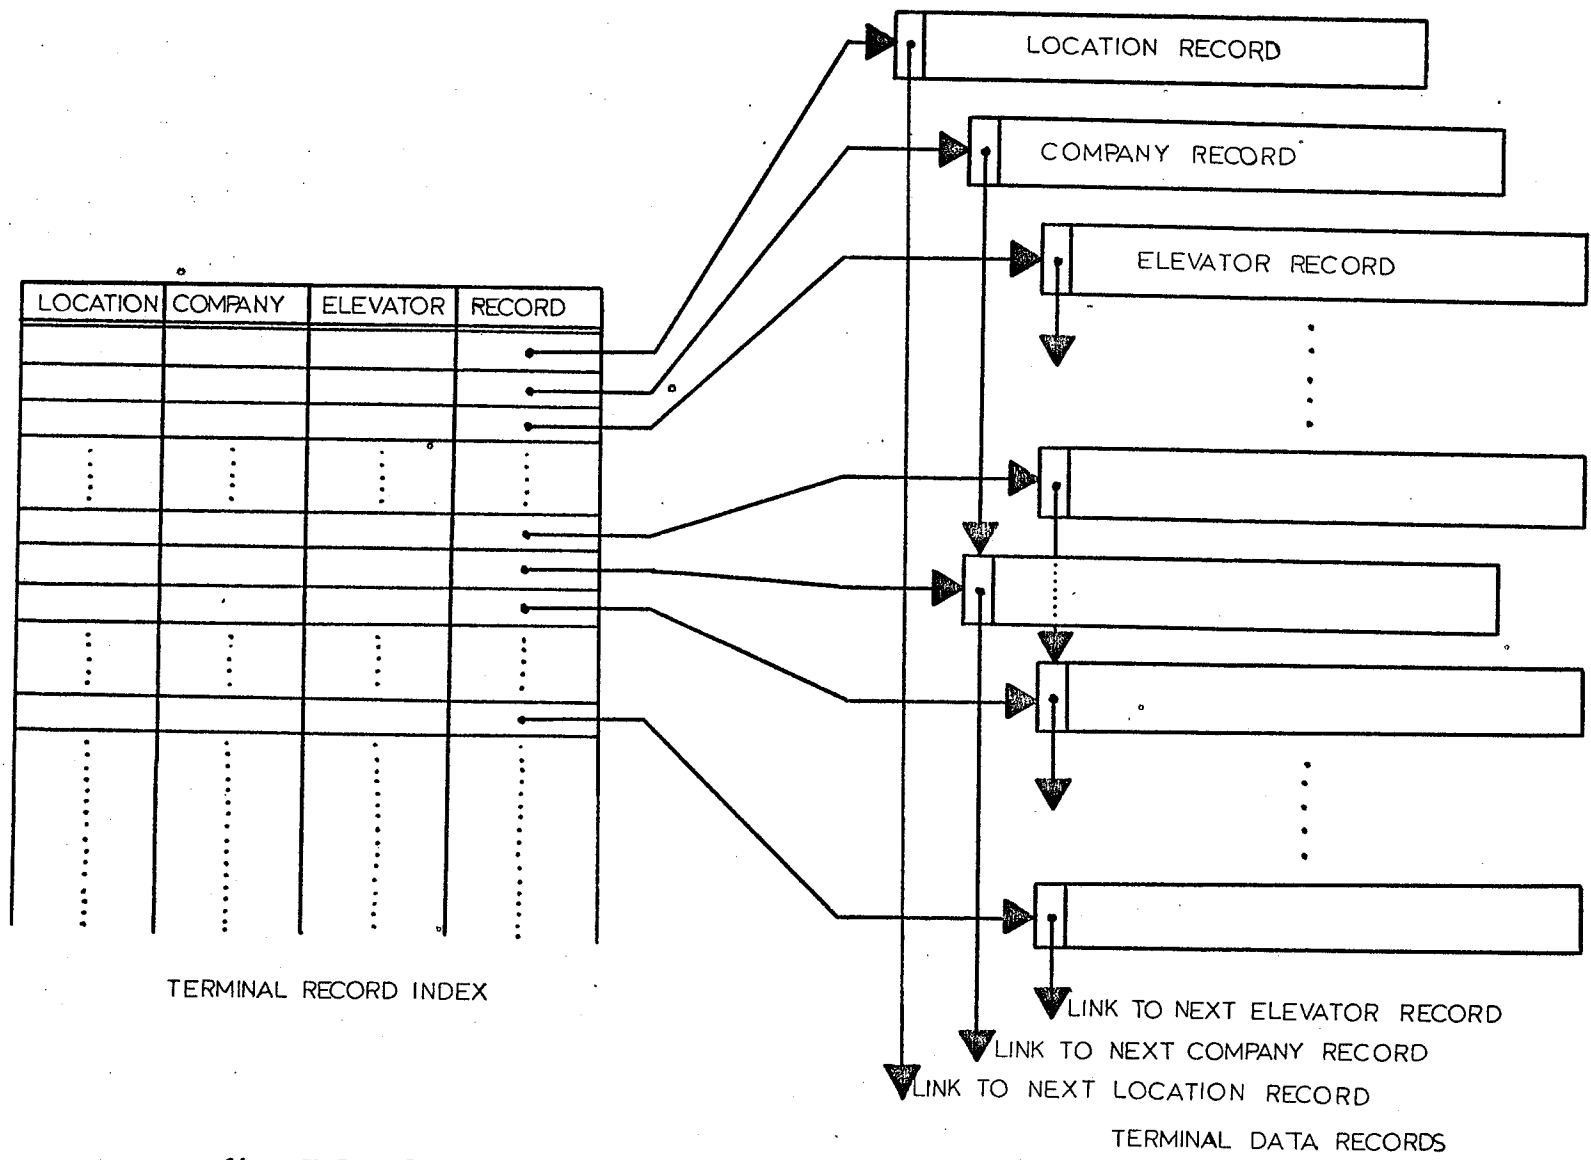 LOCATION RECORD
COMPANY RECORD
ELEVATOR RECORD
LOCATION COMPANY ELEVATOR RECORD
TERMINAL RECORD INDEX
LINK TO NEXT ELEVATOR RECORD
LINK TO NEXT COMPANY RECORD
LINK TO NEXT LOCATION RECORD
TERMINAL DATA RECORDS